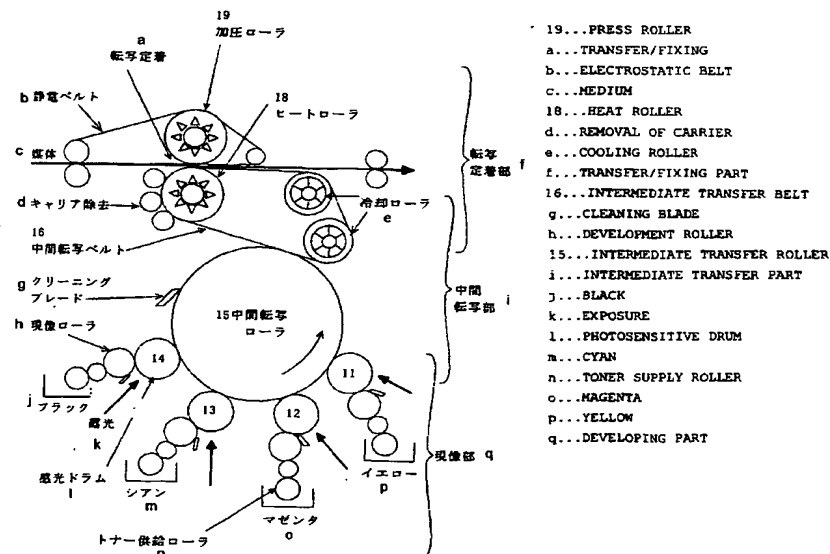 19
加圧ローラ
a
転写定着
b 静電ベルト
18
ヒートローラ
c 媒体
転写
定着部 f
d キャリア除去
冷却ローラ
e
16
中間転写ベルト
g クリーニング
ブレード
15中間転写
ローラ
中間
転写部 i
h 現像ローラ
14
11
13
12
j ブラック
感光
k
感光ドラム
l
シアン
m
イエロー
p
現像部 q
マゼンタ
o
トナー供給ローラ
n
19...PRESS ROLLER
a...TRANSFER/FIXING
b...ELECTROSTATIC BELT
c...MEDIUM
18...HEAT ROLLER
d...REMOVAL OF CARRIER
e...COOLING ROLLER
f...TRANSFER/FIXING PART
16...INTERMEDIATE TRANSFER BELT
g...CLEANING BLADE
h...DEVELOPMENT ROLLER
15...INTERMEDIATE TRANSFER ROLLER
i...INTERMEDIATE TRANSFER PART
j...BLACK
k...EXPOSURE
l...PHOTOSENSITIVE DRUM
m...CYAN
n...TONER SUPPLY ROLLER
o...MAGENTA
p...YELLOW
q...DEVELOPING PART